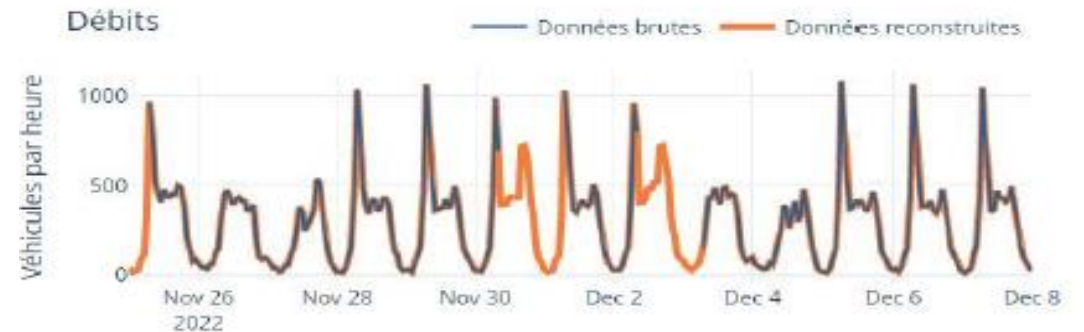 Débits
Données brutes
Données reconstruites
Véhicules par heure
1000
500
0
Nov 26
2022
Nov 28
Nov 30
Dec 2
Dec 4
Dec 6
Dec 8